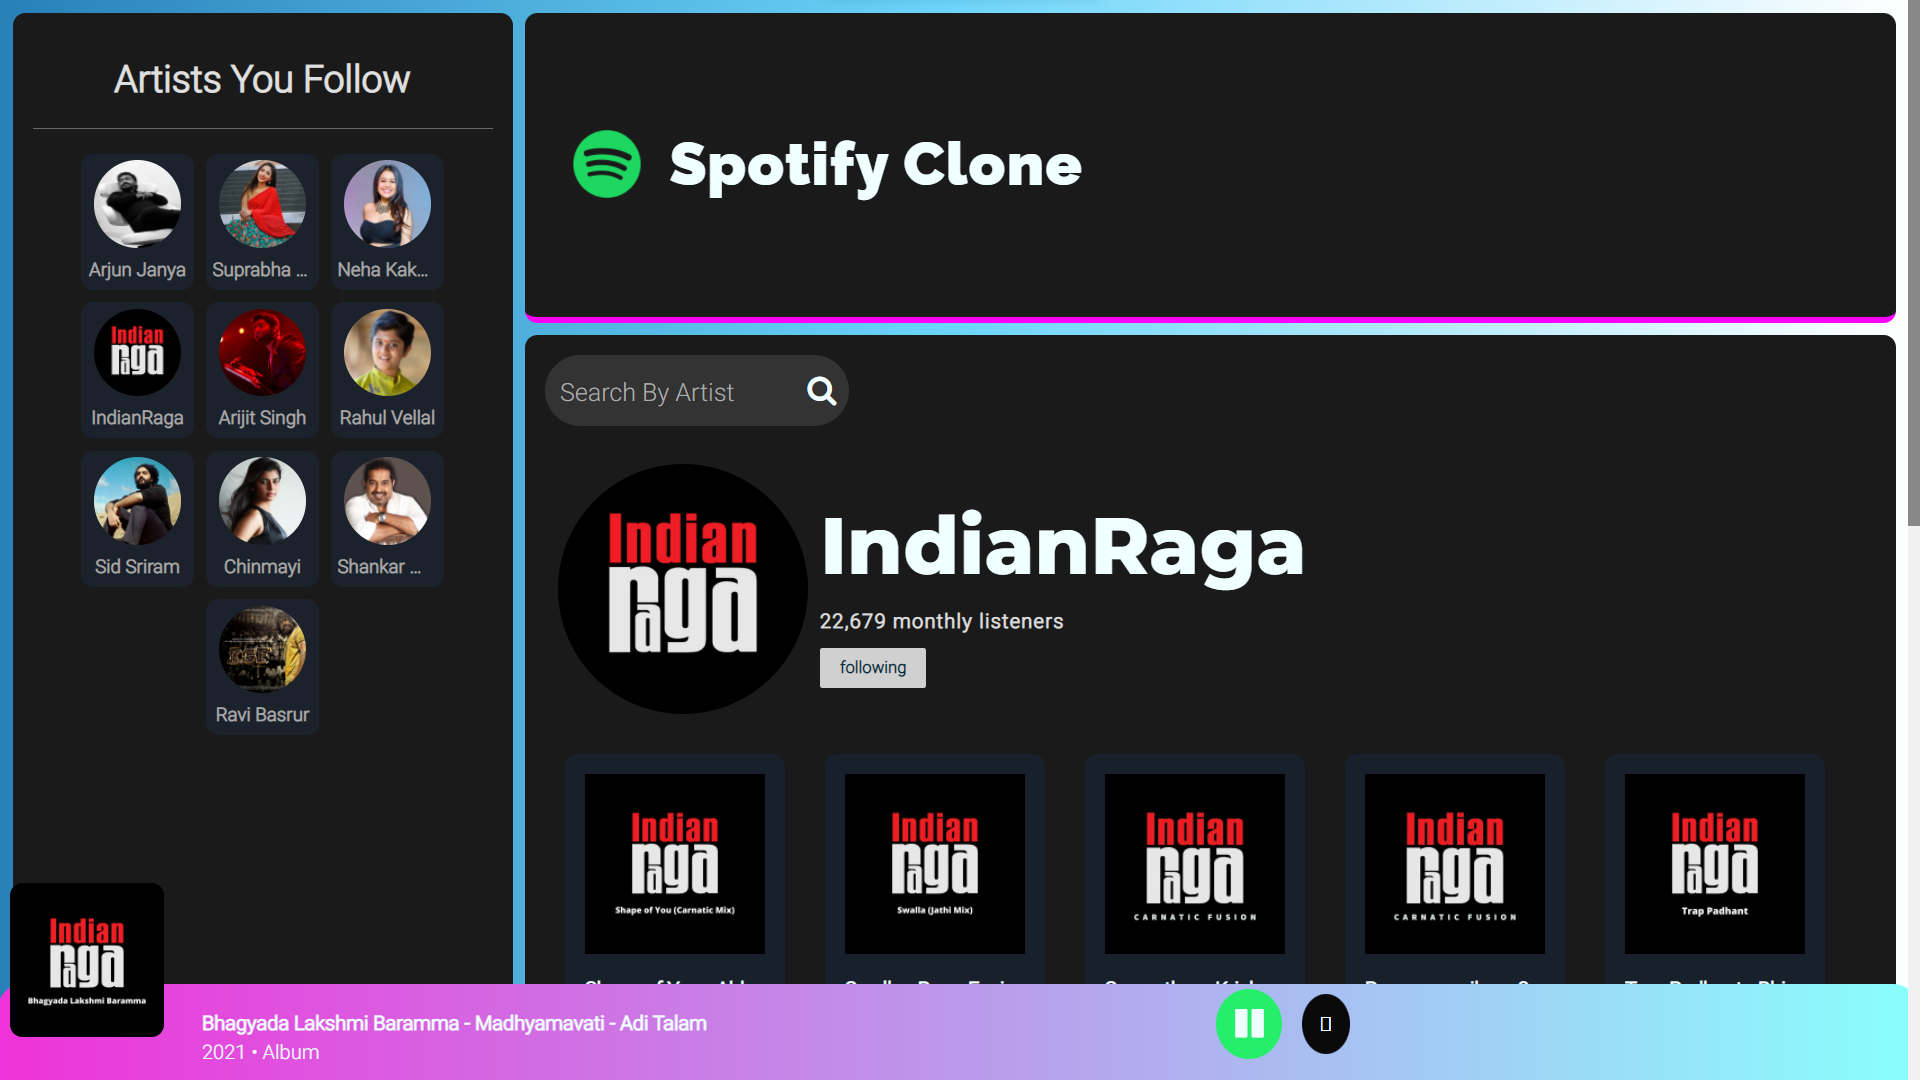 Artists You Follow
Arjun Janya
Suprabha ...
Neha Kak...
Indian
raga
IndianRaga
Arijit Singh
Rahul Vellal
Sid Sriram
Chinmayi
Shankar ...
KGF
Ravi Basrur
Spotify Clone
Search By Artist
Indian
raga
IndianRaga
22,679 monthly listeners
following
Indian
raga
Shape of You (Carnatic Mix)
Indian
raga
Swalla (Jathi Mix)
Indian
raga
CARNATIC FUSION
Indian
raga
CARNATIC FUSION
Indian
raga
Trap Padhant
Indian
raga
Bhagyada Lakshmi Baramma
Bhagyada Lakshmi Baramma - Madhyamavati - Adi Talam
2021 • Album